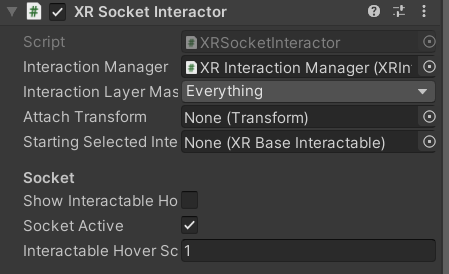 XR Socket Interactor
Script XRSocketInteractor
Interaction Manager XR Interaction Manager (XRIn
Interaction Layer Mas Everything
Attach Transform None (Transform)
Starting Selected Inte None (XR Base Interactable)
Socket
Show Interactable Ho
Socket Active
Interactable Hover Sc 1